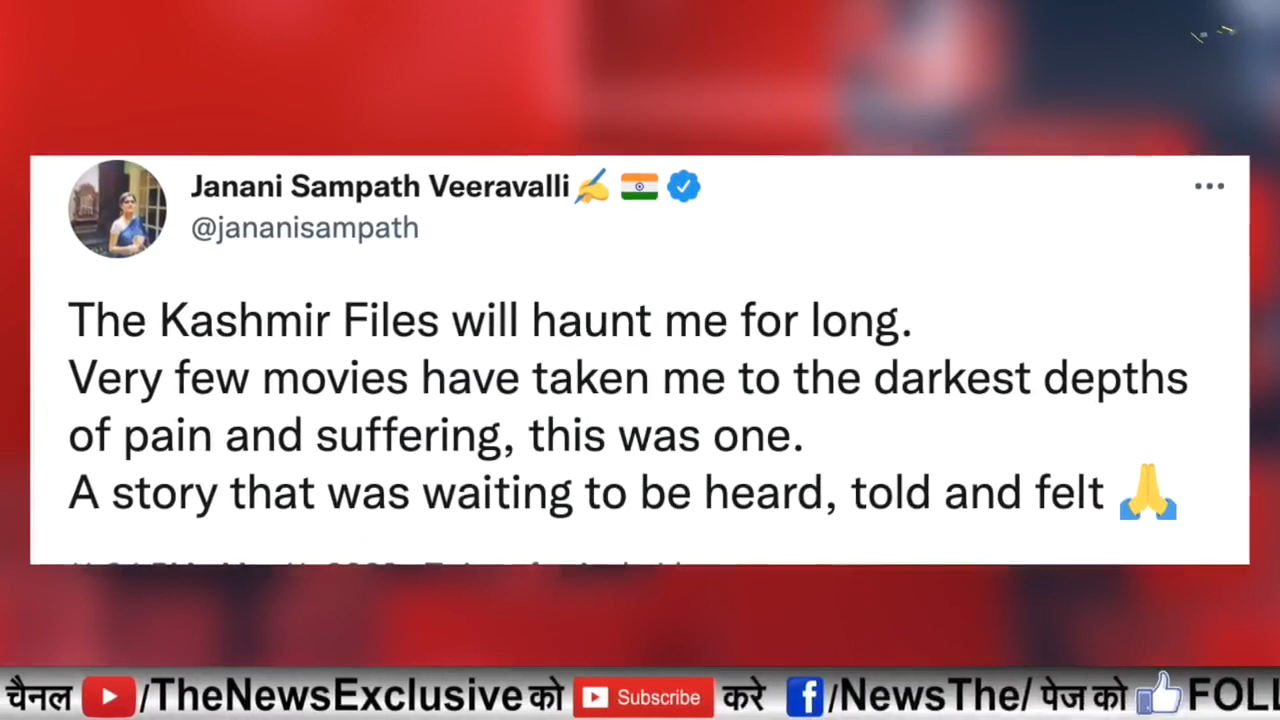 Janani Sampath Veeravalli✍️ 🇮🇳
@jananisampath
The Kashmir Files will haunt me for long.
Very few movies have taken me to the darkest depths
of pain and suffering, this was one.
A story that was waiting to be heard, told and felt 🙏
चैनल /TheNewsExclusive को Subscribe करे /NewsThe/ पेज को